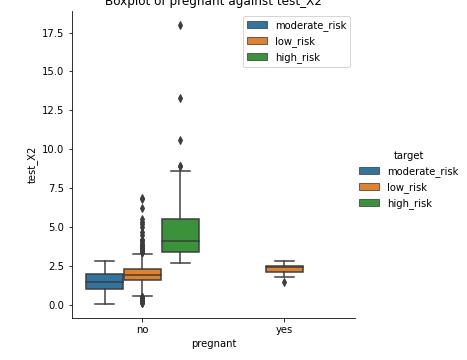 Boxplot of pregnant against test_X2
moderate_risk
low_risk
high_risk
17.5
15.0
12.5
10.0
7.5
5.0
2.5
0.0
test_X2
target
moderate_risk
low_risk
high_risk
no
yes
pregnant